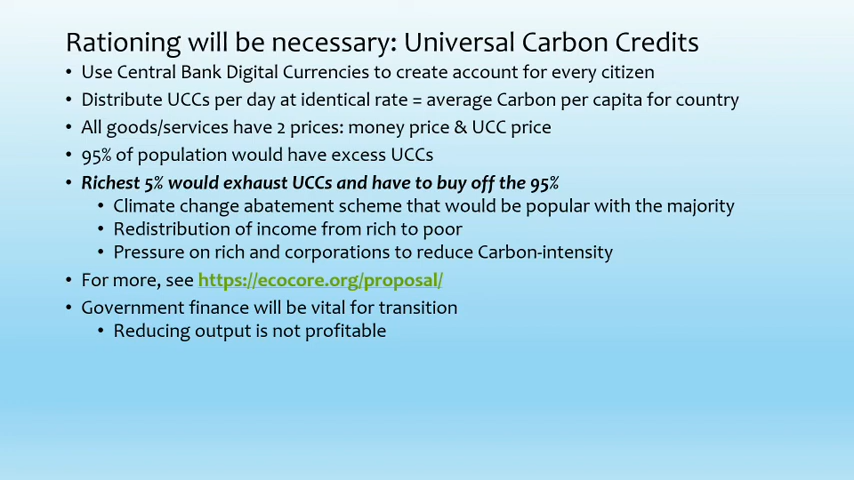 Rationing will be necessary: Universal Carbon Credits
• Use Central Bank Digital Currencies to create account for every citizen
• Distribute UCCs per day at identical rate = average Carbon per capita for country
• All goods/services have 2 prices: money price & UCC price
• 95% of population would have excess UCCs
• Richest 5% would exhaust UCCs and have to buy off the 95%
• Climate change abatement scheme that would be popular with the majority
• Redistribution of income from rich to poor
• Pressure on rich and corporations to reduce Carbon-intensity
• For more, see https://ecocore.org/proposal/
• Government finance will be vital for transition
• Reducing output is not profitable